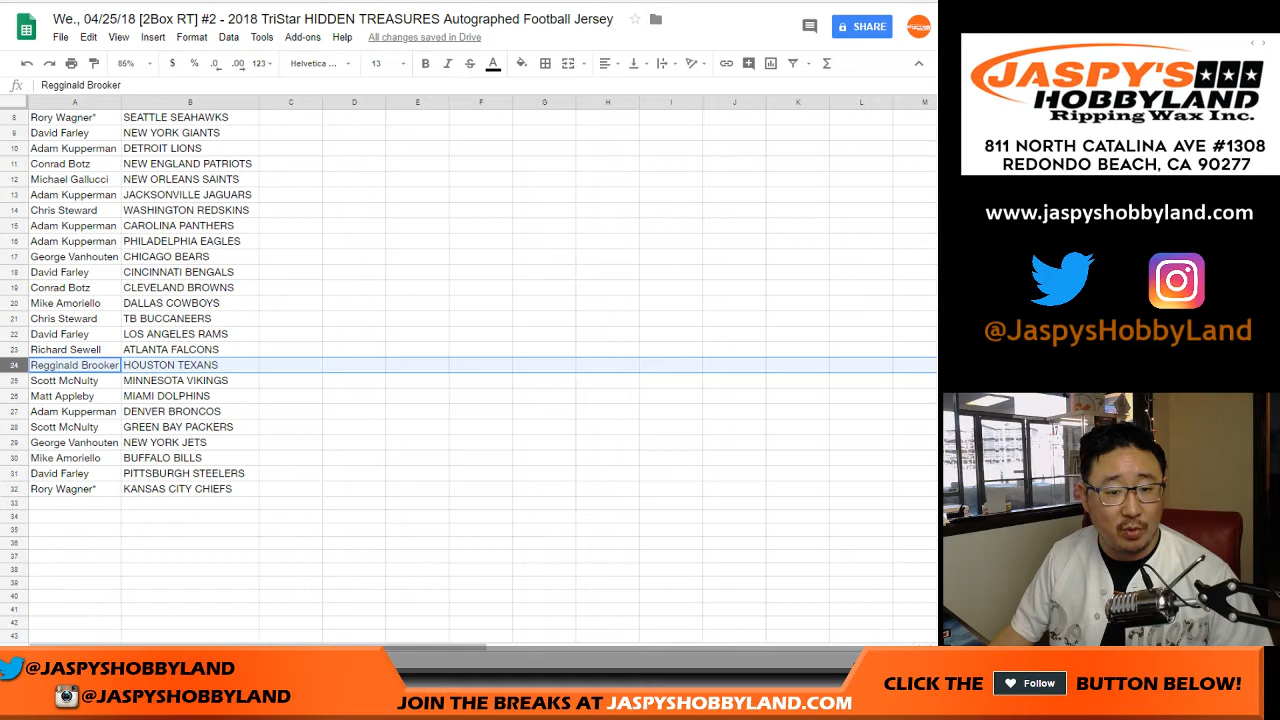 We., 04/25/18 [2Box RT] #2 - 2018 TriStar HIDDEN TREASURES Autographed Football Jersey
File Edit View Insert Format Data Tools Add-ons Help All changes saved in Drive
SHARE
85% $ % .0 .00 123 Helvetica ... 13
fx Regginald Brooker
A B C D E F G H I J K L M
8 Rory Wagner* SEATTLE SEAHAWKS
9 David Farley NEW YORK GIANTS
10 Adam Kupperman DETROIT LIONS
11 Conrad Botz NEW ENGLAND PATRIOTS
12 Michael Gallucci NEW ORLEANS SAINTS
13 Adam Kupperman JACKSONVILLE JAGUARS
14 Chris Steward WASHINGTON REDSKINS
15 Adam Kupperman CAROLINA PANTHERS
16 Adam Kupperman PHILADELPHIA EAGLES
17 George Vanhouten CHICAGO BEARS
18 David Farley CINCINNATI BENGALS
19 Conrad Botz CLEVELAND BROWNS
20 Mike Amoriello DALLAS COWBOYS
21 Chris Steward TB BUCCANEERS
22 David Farley LOS ANGELES RAMS
23 Richard Sewell ATLANTA FALCONS
24 Regginald Brooker HOUSTON TEXANS
25 Scott McNulty MINNESOTA VIKINGS
26 Matt Appleby MIAMI DOLPHINS
27 Adam Kupperman DENVER BRONCOS
28 Scott McNulty GREEN BAY PACKERS
29 George Vanhouten NEW YORK JETS
30 Mike Amoriello BUFFALO BILLS
31 David Farley PITTSBURGH STEELERS
32 Rory Wagner* KANSAS CITY CHIEFS
33
34
35
36
37
38
39
40
41
42
43
JASPY'S
HOBBYLAND
Ripping Wax Inc.
811 NORTH CATALINA AVE #1308
REDONDO BEACH, CA 90277
www.jaspyshobbyland.com
@JaspysHobbyLand
@JASPYSHOBBYLAND
@JASPYSHOBBYLAND
JOIN THE BREAKS AT JASPYSHOBBYLAND.COM
CLICK THE Follow BUTTON BELOW!